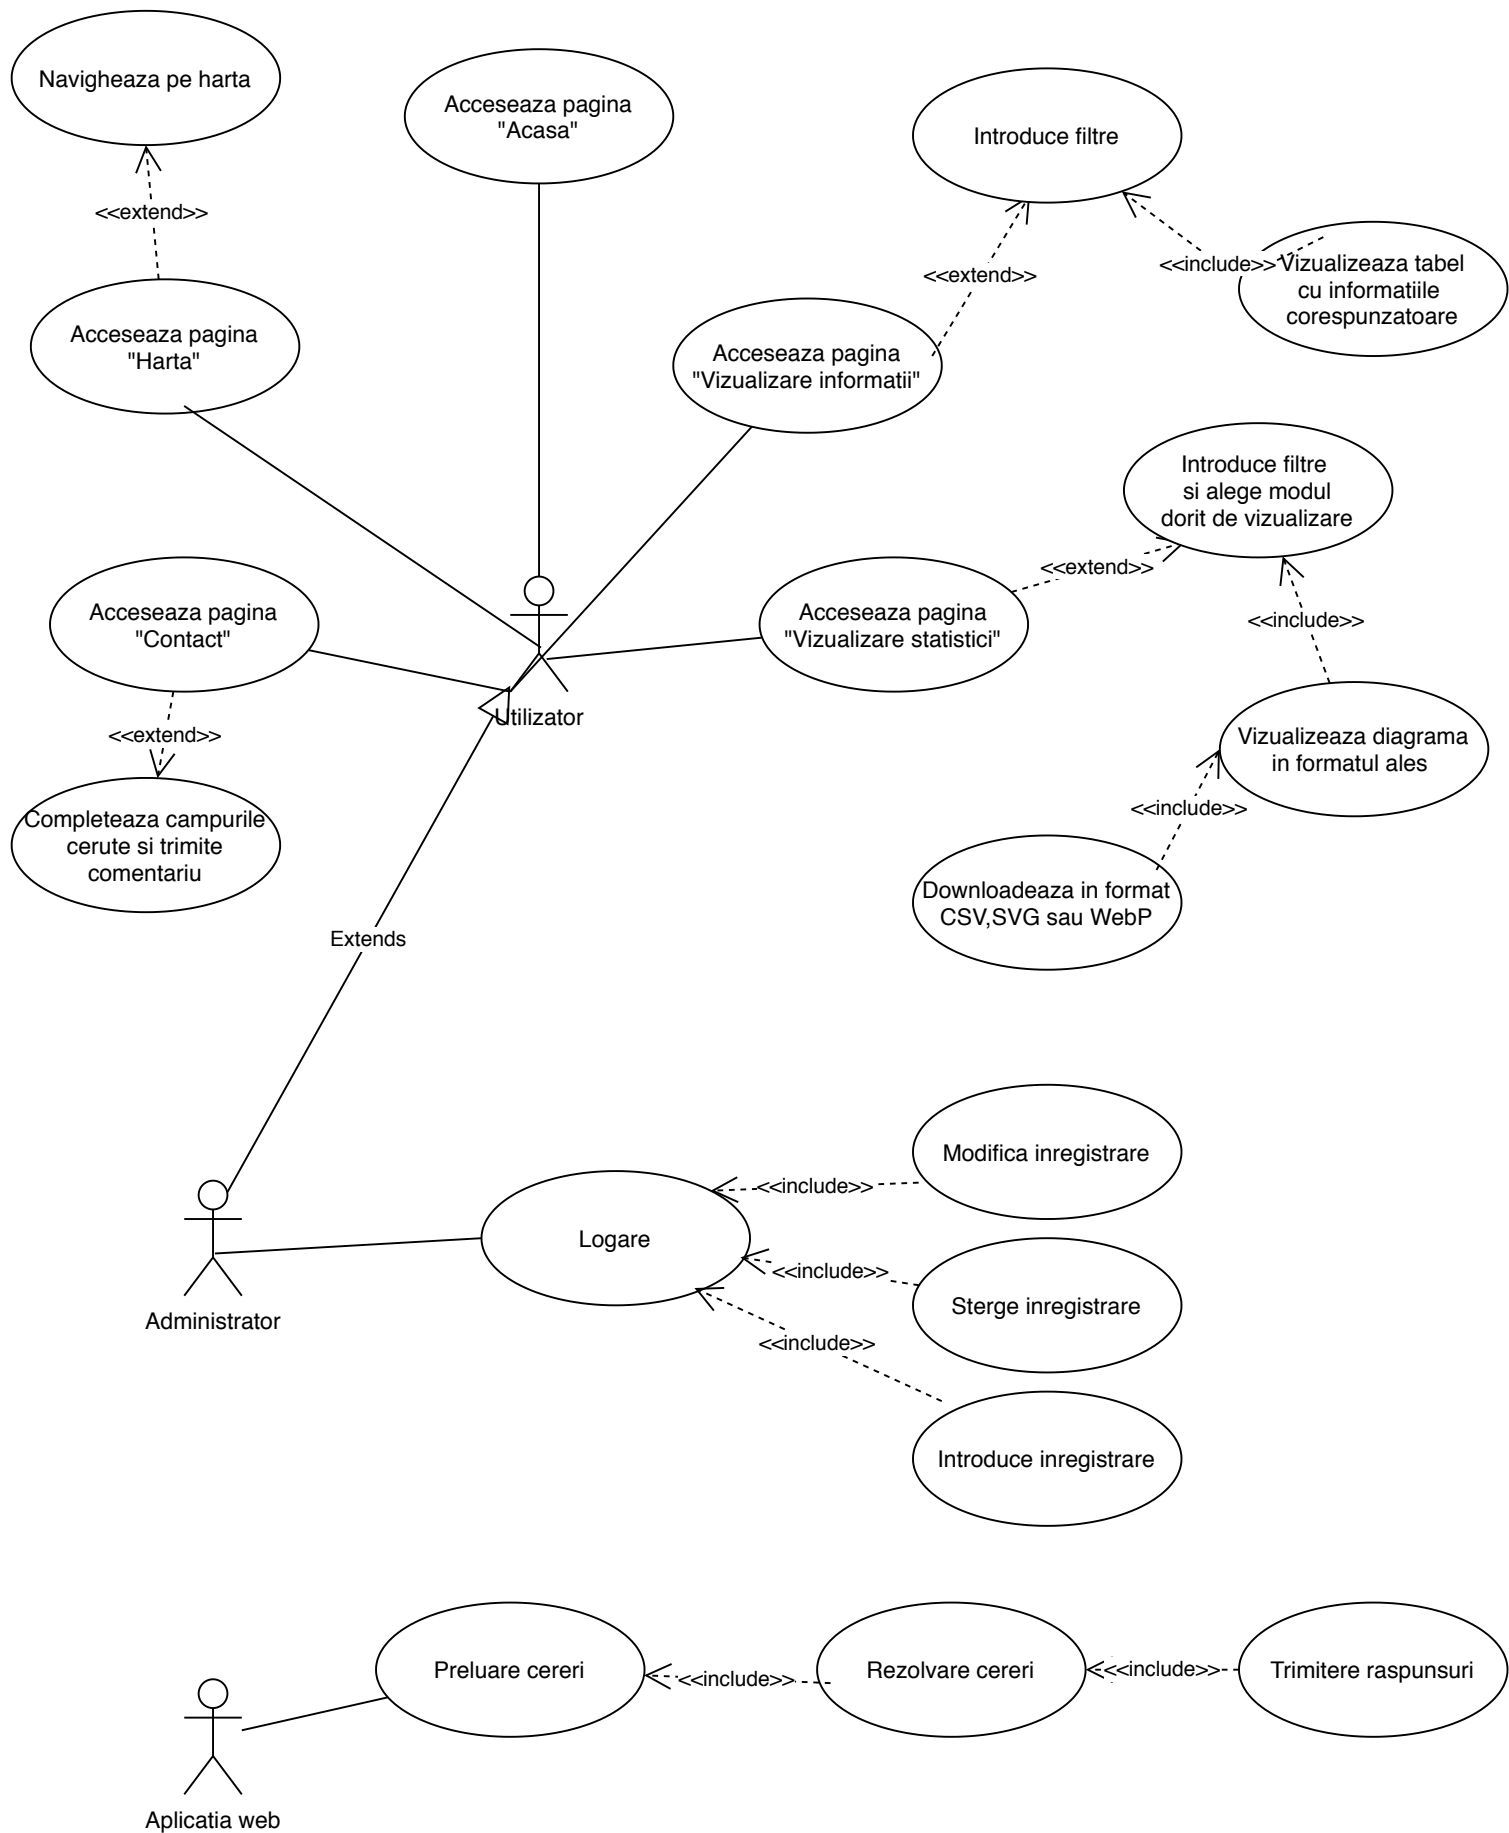 Navigheaza pe harta
Acceseaza pagina
"Acasa"
Introduce filtre
<<extend>>
<<extend>>
<<include>>
Vizualizeaza tabel
cu informatiile
corespunzatoare
Acceseaza pagina
"Harta"
Acceseaza pagina
"Vizualizare informatii"
Introduce filtre
si alege modul
dorit de vizualizare
<<extend>>
Acceseaza pagina
"Contact"
Acceseaza pagina
"Vizualizare statistici"
<<include>>
Utilizator
<<extend>>
Vizualizeaza diagrama
in formatul ales
<<include>>
Completeaza campurile
cerute si trimite
comentariu
Downloadeaza in format
CSV,SVG sau WebP
Extends
Modifica inregistrare
<<include>>
Logare
<<include>>
Sterge inregistrare
Administrator
<<include>>
Introduce inregistrare
Preluare cereri
<<include>>
Rezolvare cereri
<<include>>
Trimitere raspunsuri
Aplicatia web